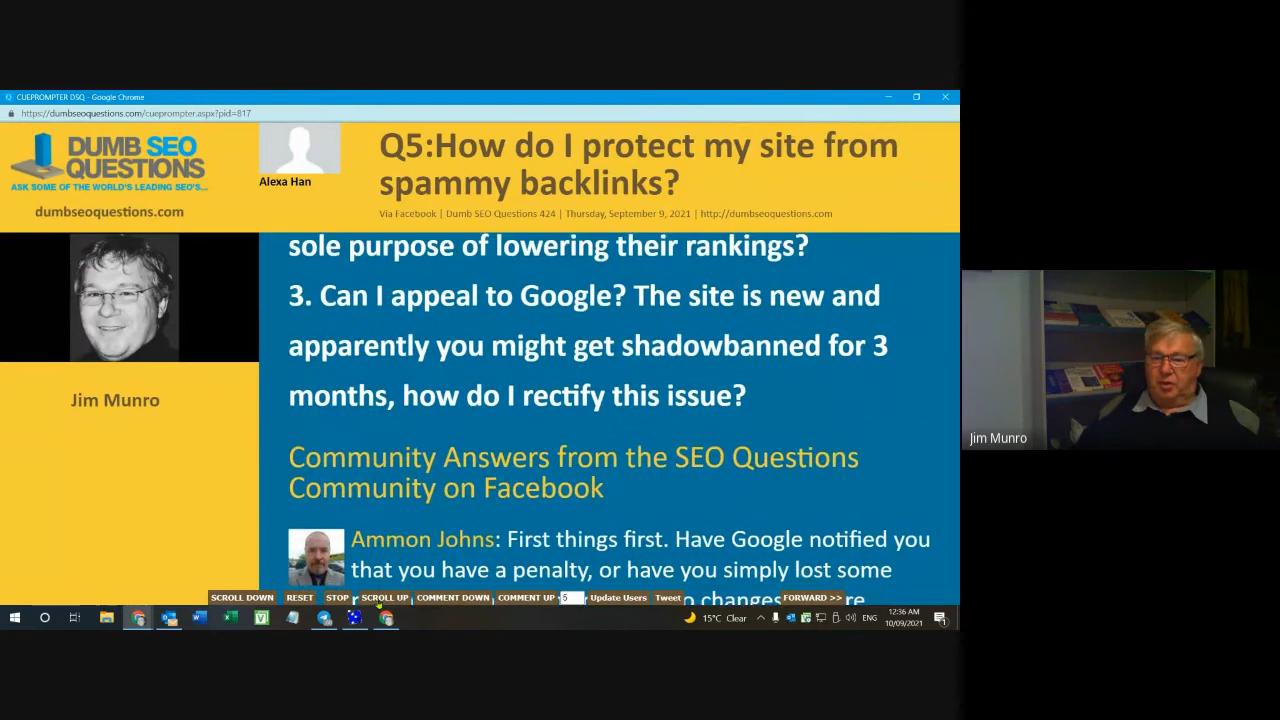 CUEPROMPTER DSQ - Google Chrome
https://dumbseoquestions.com/cueprompter.aspx?pid=817
DUMB SEO
QUESTIONS
ASK SOME OF THE WORLD'S LEADING SEO'S...
dumbseoquestions.com
Alexa Han
Q5:How do I protect my site from
spammy backlinks?
Via Facebook | Dumb SEO Questions 424 | Thursday, September 9, 2021 | http://dumbseoquestions.com
Jim Munro
sole purpose of lowering their rankings?
3. Can I appeal to Google? The site is new and
apparently you might get shadowbanned for 3
months, how do I rectify this issue?
Community Answers from the SEO Questions
Community on Facebook
Ammon Johns: First things first. Have Google notified you
that you have a penalty, or have you simply lost some
changes
SCROLL DOWN RESET STOP SCROLL UP COMMENT DOWN COMMENT UP 5 Update Users Tweet FORWARD >>
15°C Clear ENG 12:36 AM
10/09/2021
Jim Munro